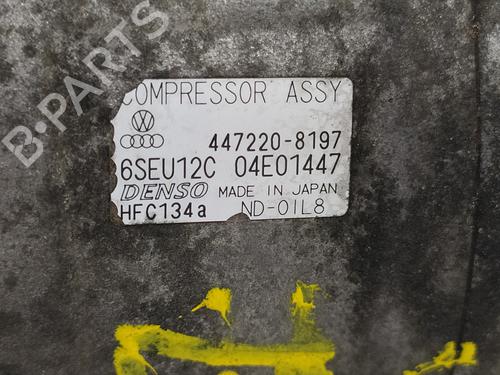 B-PARTS
COMPRESSOR ASSY
447220-8197
6SEU12C 04E01447
DENSO MADE IN JAPAN
HFC134a ND-OIL8